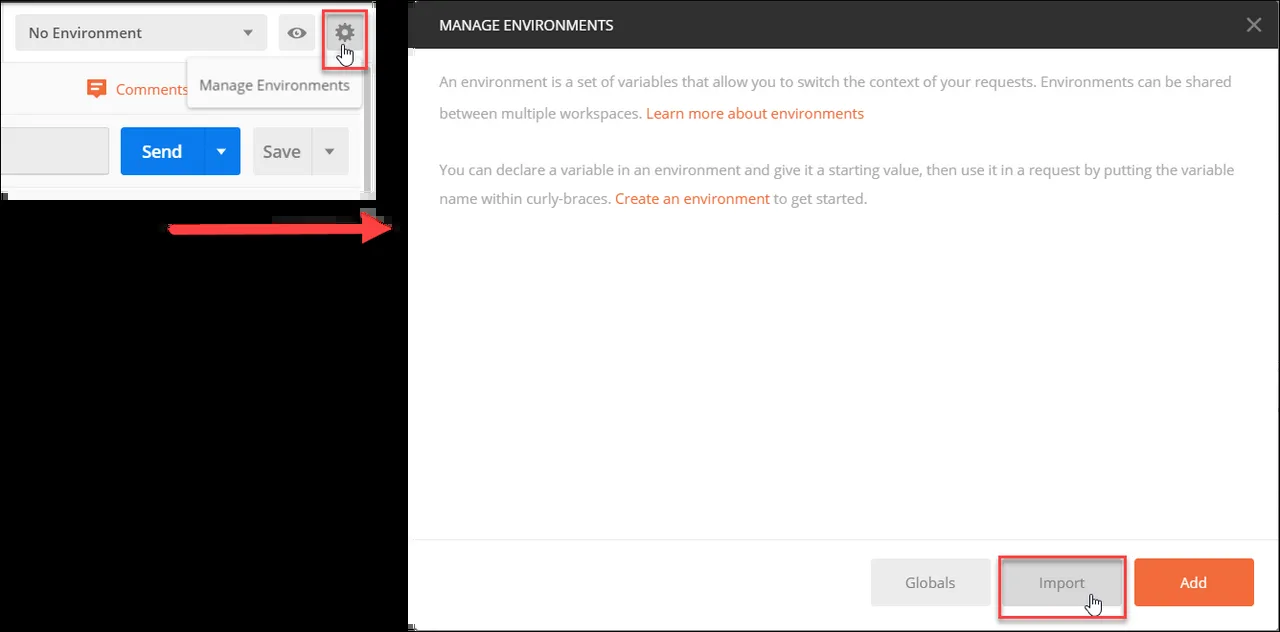 No Environment
Manage Environments
Comments
Send
Save
MANAGE ENVIRONMENTS
An environment is a set of variables that allow you to switch the context of your requests. Environments can be shared
between multiple workspaces. Learn more about environments
You can declare a variable in an environment and give it a starting value, then use it in a request by putting the variable
name within curly-braces. Create an environment to get started.
Globals
Import
Add